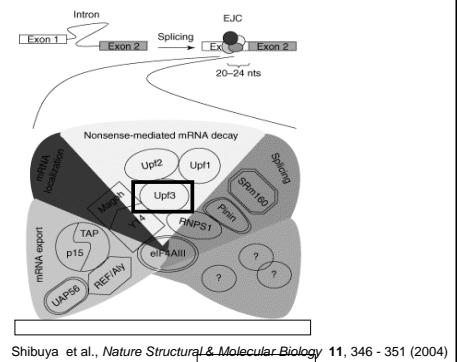 Intron
EJC
Exon 1
Exon 2
Splicing
Ex
Exon 2
20–24 nts
Nonsense-mediated mRNA decay
mRNA localization
Upf2
Upf1
Splicing
Magoh
Upf3
SRm160
Pinin
Y14
RNPS1
mRNA export
TAP
p15
eIF4AIII
REF/Aly
UAP56
?
?
?
Shibuya et al., Nature Structural & Molecular Biology 11, 346 - 351 (2004)